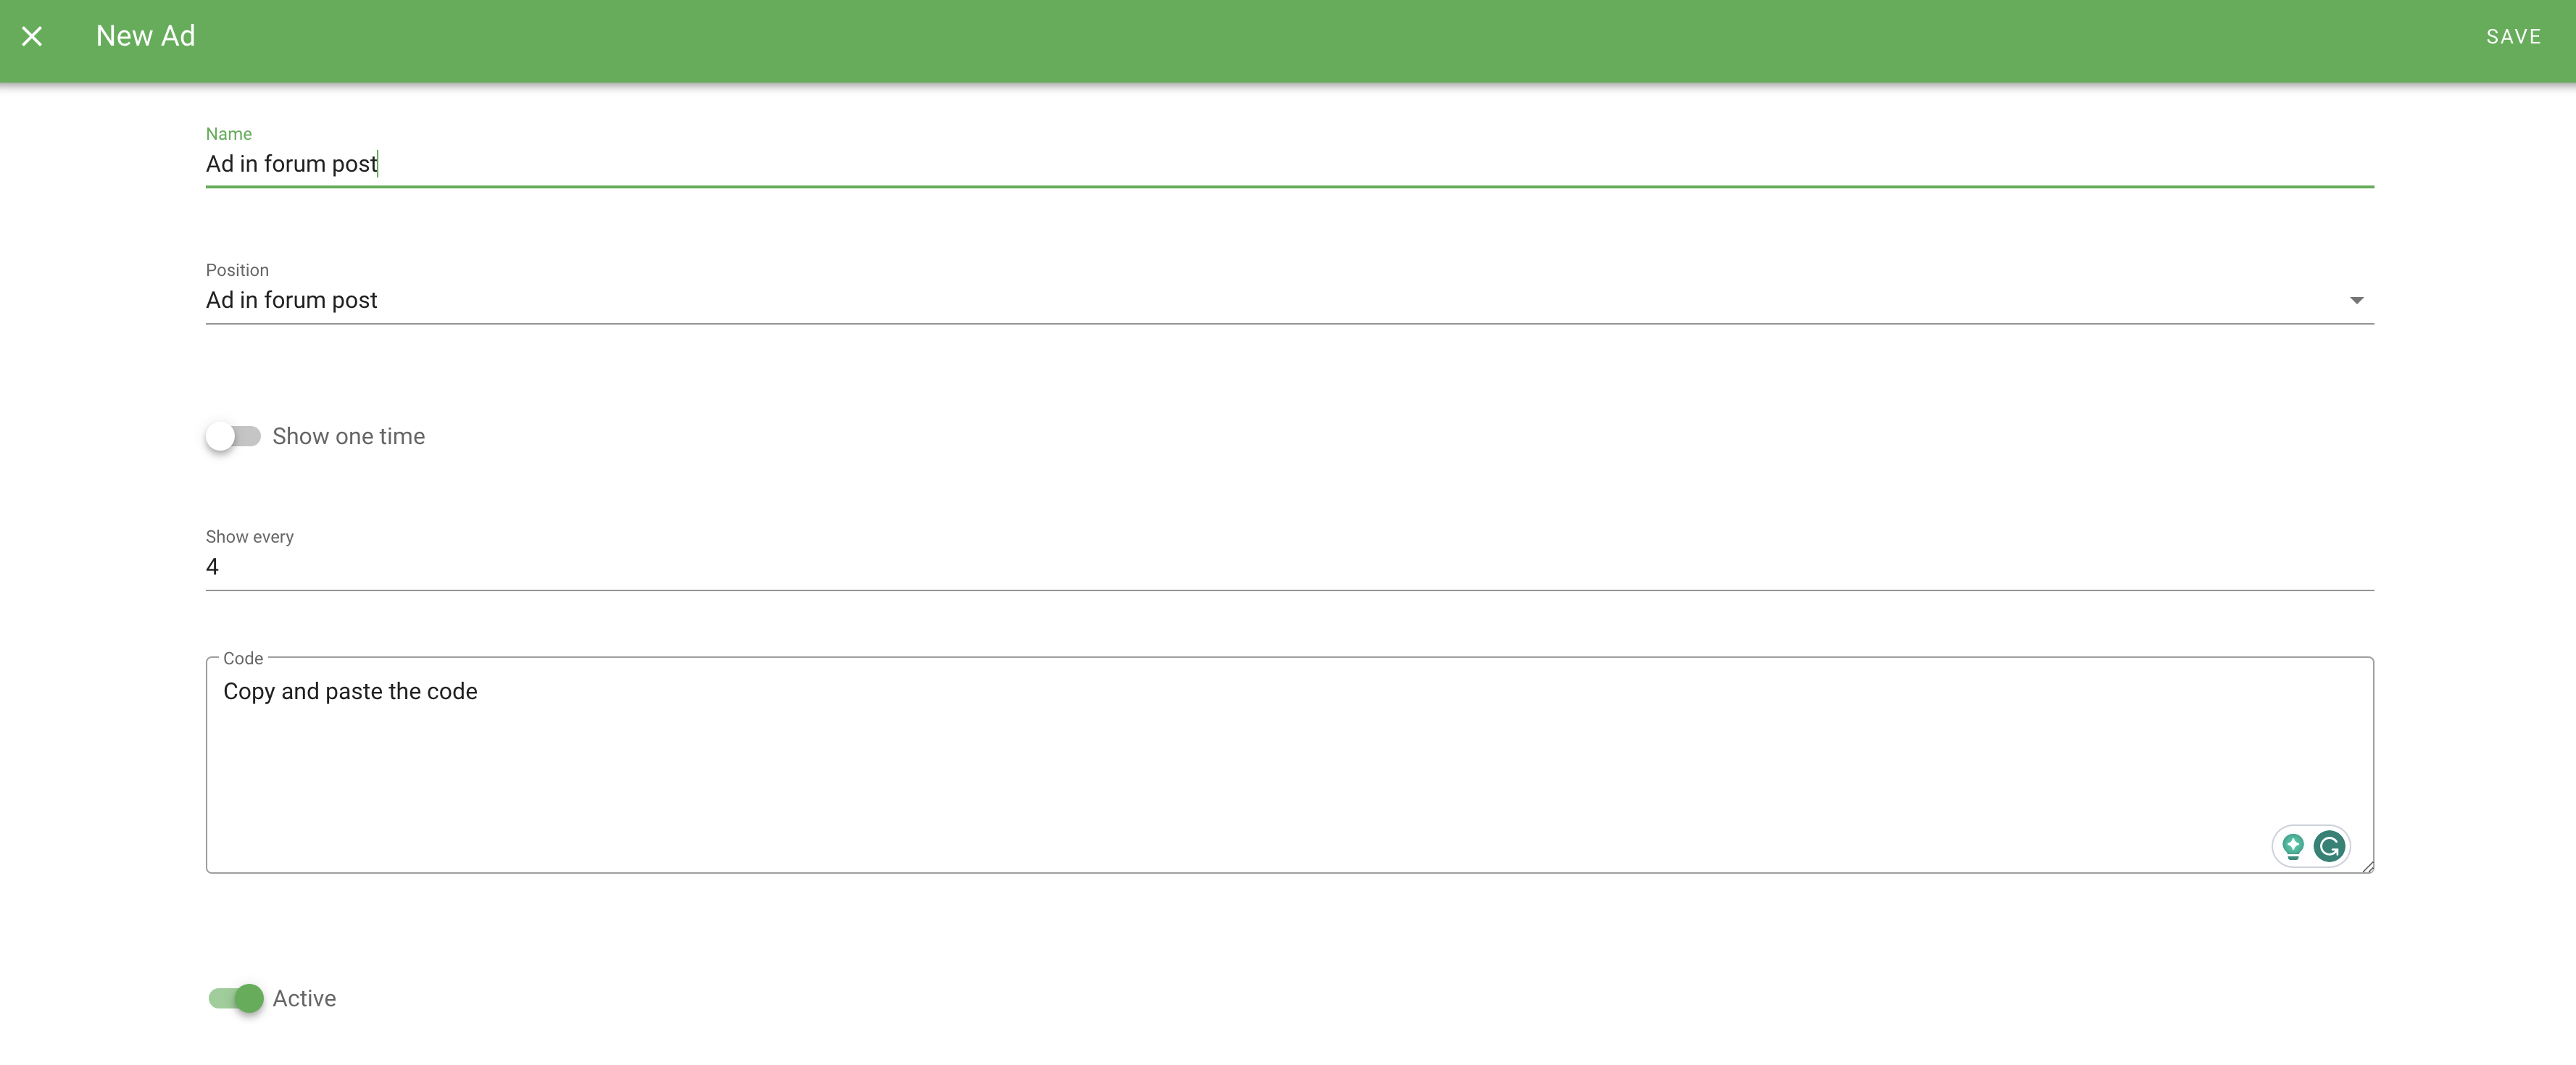 New Ad
SAVE
Name
Ad in forum post
Position
Ad in forum post
Show one time
Show every
4
Code
Copy and paste the code
Active